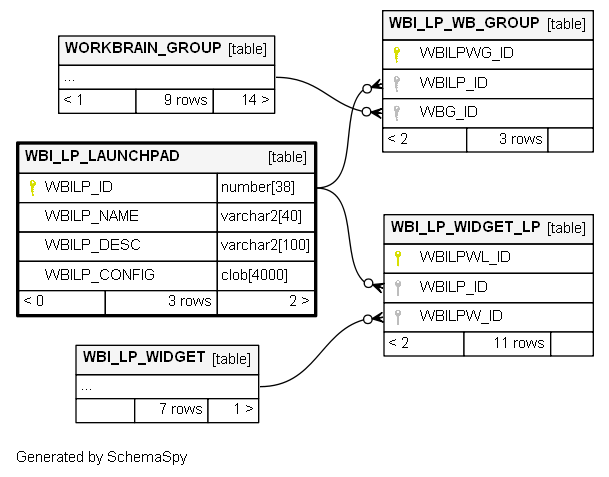 WORKBRAIN_GROUP [table]
...
< 1 9 rows 14 >
WBI_LP_WB_GROUP [table]
WBILPWG_ID
WBILP_ID
WBG_ID
< 2 3 rows
WBI_LP_LAUNCHPAD [table]
WBILP_ID number[38]
WBILP_NAME varchar2[40]
WBILP_DESC varchar2[100]
WBILP_CONFIG clob[4000]
< 0 3 rows 2 >
WBI_LP_WIDGET_LP [table]
WBILPWL_ID
WBILP_ID
WBILPW_ID
< 2 11 rows
WBI_LP_WIDGET [table]
...
7 rows 1 >
Generated by SchemaSpy